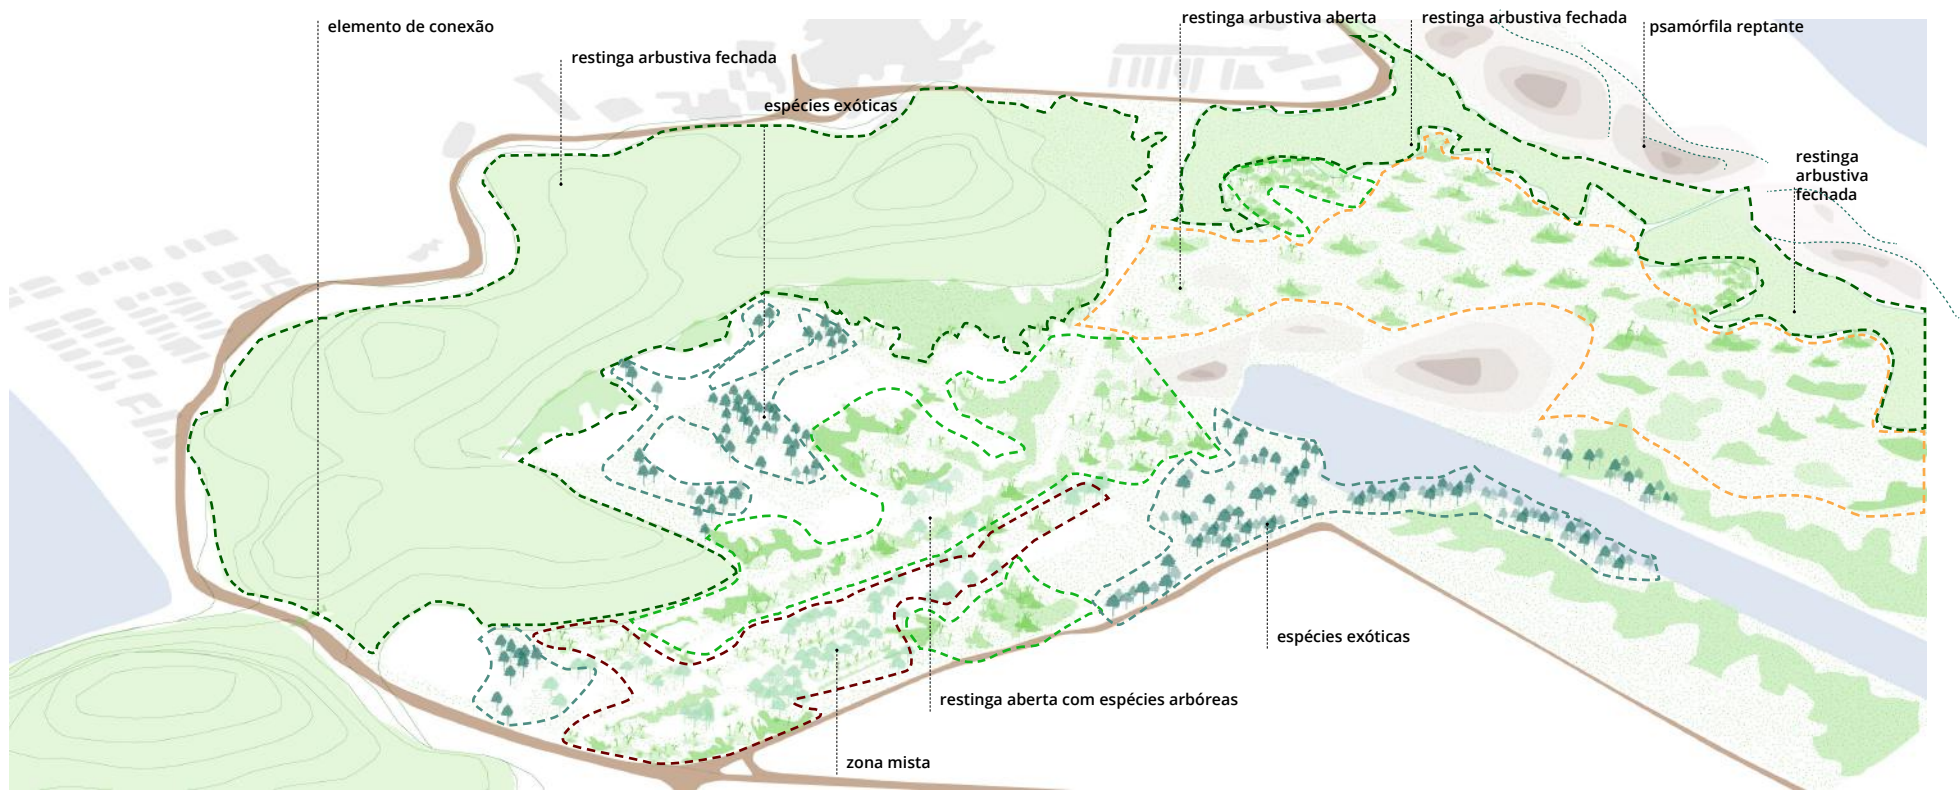 elemento de conexão
restinga arbustiva fechada
espécies exóticas
restinga arbustiva aberta
restinga arbustiva fechada
psamórfila reptante
restinga
arbustiva
fechada
espécies exóticas
restinga aberta com espécies arbóreas
zona mista